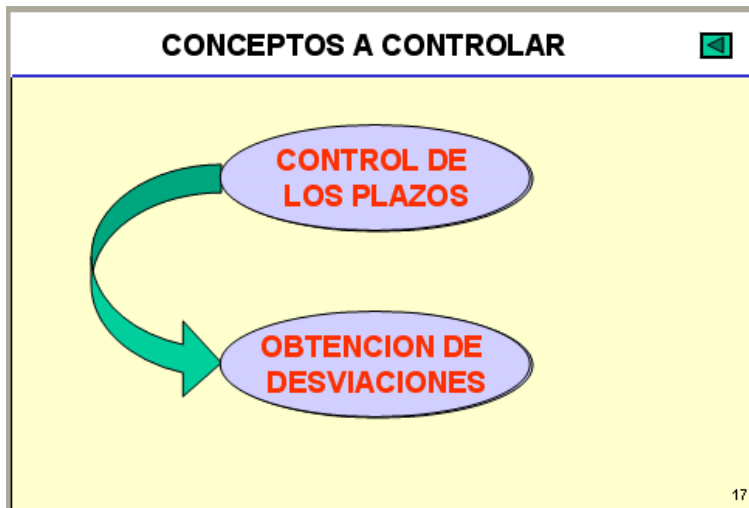 CONCEPTOS A CONTROLAR
CONTROL DE
LOS PLAZOS
OBTENCION DE
DESVIACIONES
17